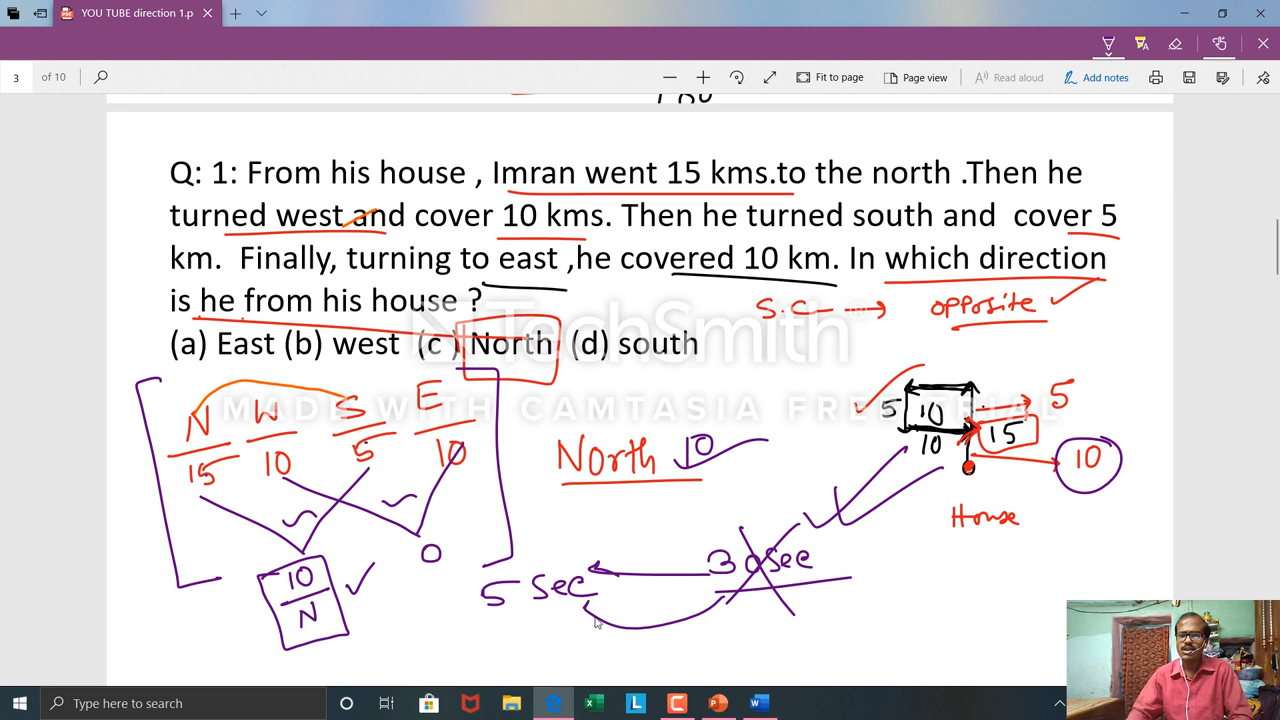 YOU TUBE direction 1.p
3 of 10
Fit to page
Page view
Read aloud
Add notes
Q: 1: From his house , Imran went 15 kms.to the north .Then he
turned west and cover 10 kms. Then he turned south and cover 5
km. Finally, turning to east ,he covered 10 km. In which direction
is he from his house ?
S.C → opposite
(a) East (b) west (c ) North (d) south
TechSmith
MADE WITH CAMTASIA FREE TRIAL
N W S E
15 10 5 10
North 10
5 10 5
10 15
10
House
0
10
N
5 Sec
30sec
Type here to search